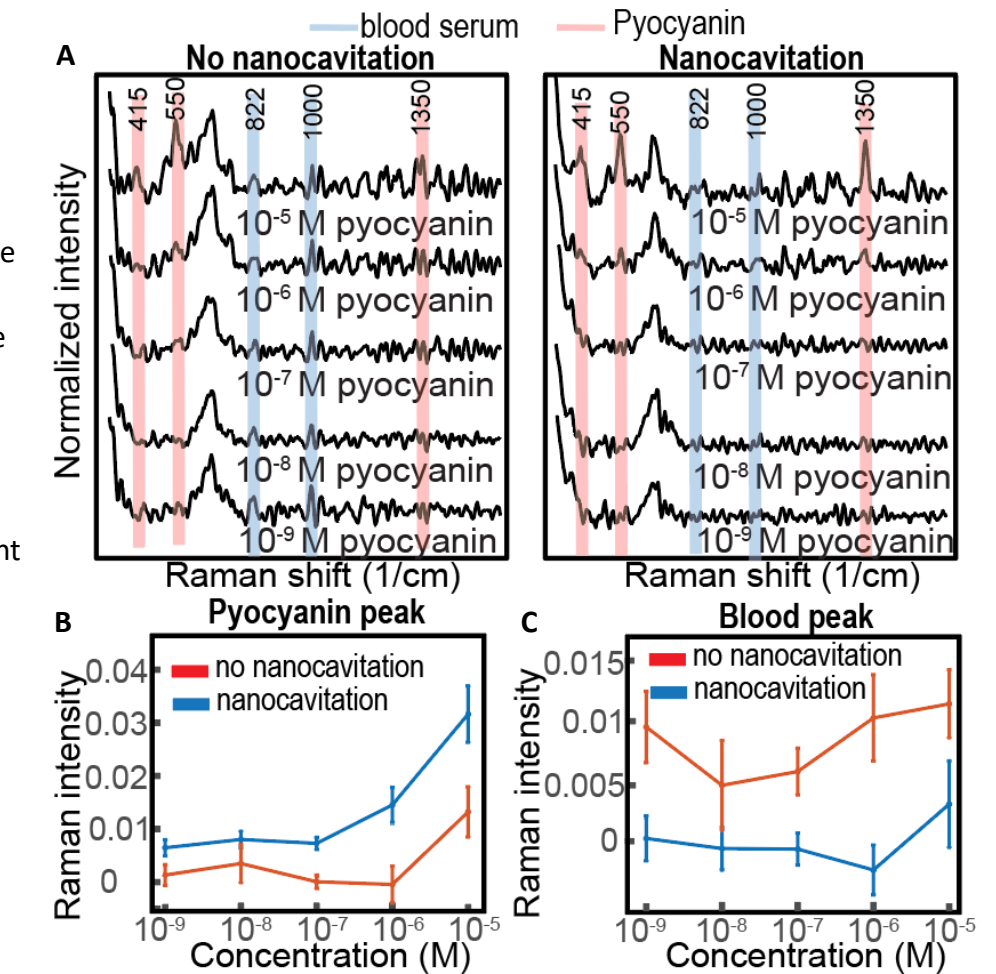 blood serum Pyocyanin
A No nanocavitation Nanocavitation
415 550 822 1000 1350
415 550 822 1000 1350
Normalized intensity
10-5 M pyocyanin
10-6 M pyocyanin
10-7 M pyocyanin
10-8 M pyocyanin
10-9 M pyocyanin
10-5 M pyocyanin
10-6 M pyocyanin
10-7 M pyocyanin
10-8 M pyocyanin
10-9 M pyocyanin
e
e
nt
Raman shift (1/cm) Raman shift (1/cm)
B Pyocyanin peak
no nanocavitation
nanocavitation
Raman intensity
0.04
0.03
0.02
0.01
0
10-9 10-8 10-7 10-6 10-5
Concentration (M)
C Blood peak
no nanocavitation
nanocavitation
Raman intensity
0.015
0.01
0.005
0
10-9 10-8 10-7 10-6 10-5
Concentration (M)